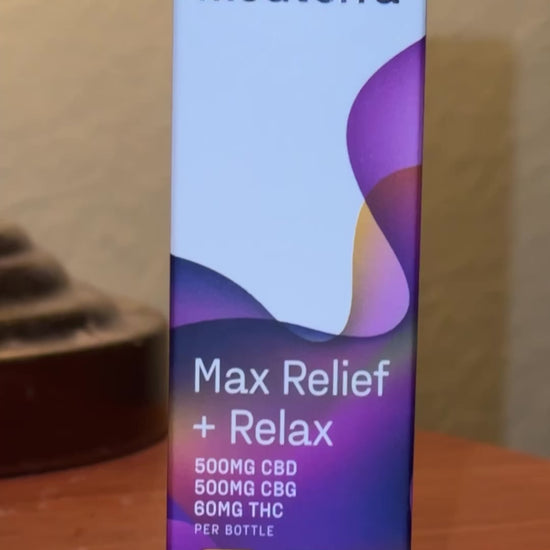 Max Relief
+ Relax
500MG CBD
500MG CBG
60MG THC
PER BOTTLE